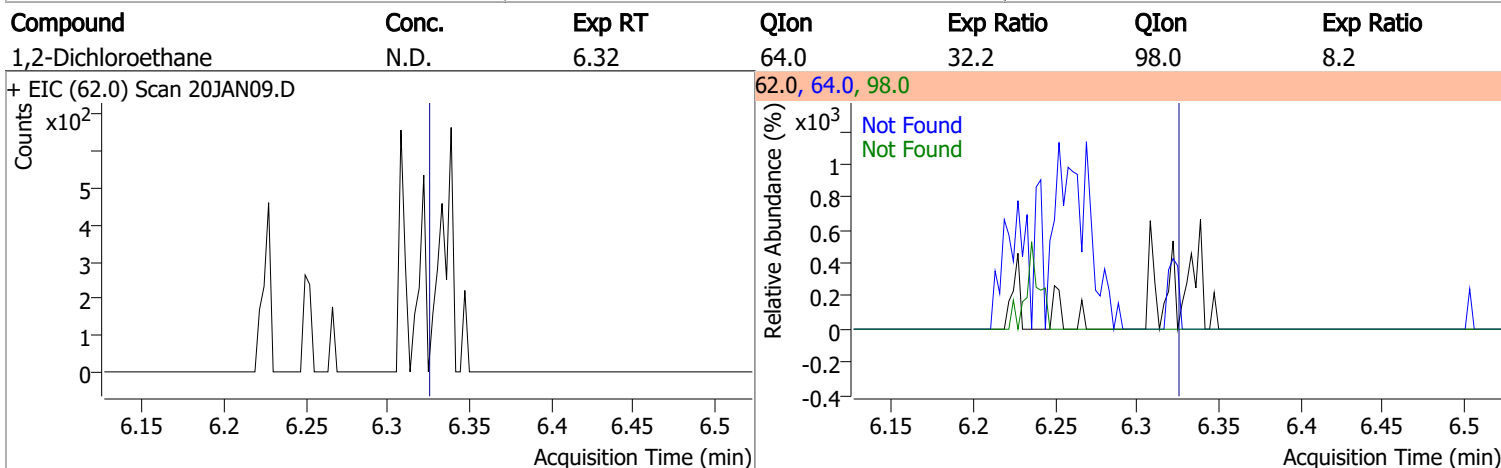 Compound Conc. Exp RT QIon Exp Ratio QIon Exp Ratio
1,2-Dichloroethane N.D. 6.32 64.0 32.2 98.0 8.2
+ EIC (62.0) Scan 20JAN09.D
Counts
x10²
5
4
3
2
1
0
6.15 6.2 6.25 6.3 6.35 6.4 6.45 6.5
Acquisition Time (min)
62.0, 64.0, 98.0
Relative Abundance (%)
x10³
Not Found
Not Found
1
0.8
0.6
0.4
0.2
0
-0.2
-0.4
6.15 6.2 6.25 6.3 6.35 6.4 6.45 6.5
Acquisition Time (min)